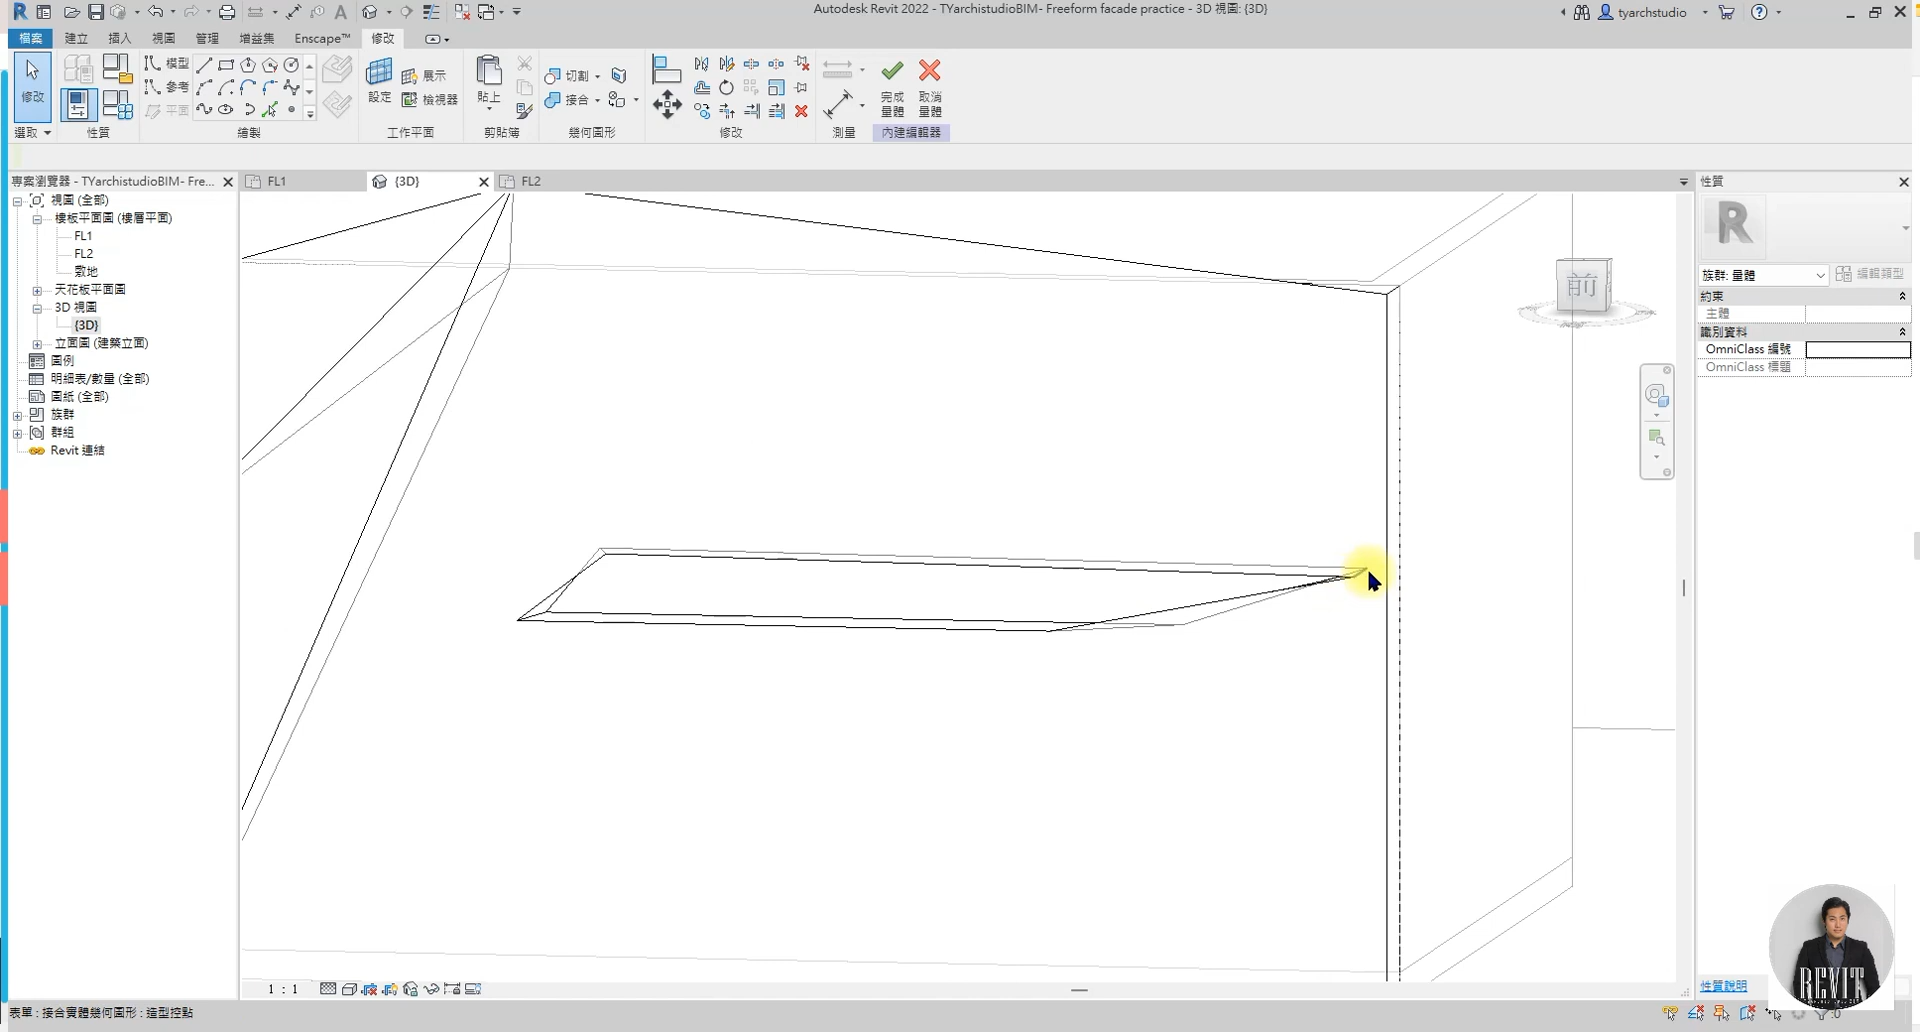 Autodesk Revit 2022 - TYarchistudioBIM- Freeform facade practice - 3D 視圖: {3D}
tyarchstudio
檔案 建立 插入 視圖 管理 增益集 Enscape™ 修改
修改
模型
參考
平面
設定
展示
檢視器
貼上
切割
接合
完成
量體
取消
量體
選取 性質 繪製 工作平面 剪貼簿 幾何圖形 修改 測量 內建編輯器
專案瀏覽器 - TYarchistudioBIM- Fre...
FL1 {3D} FL2
性質
視圖 (全部)
樓板平面圖 (樓層平面)
FL1
FL2
敷地
天花板平面圖
3D 視圖
{3D}
立面圖 (建築立面)
圖例
明細表/數量 (全部)
圖紙 (全部)
族群
群組
Revit 連結
前
R
族群: 量體 編輯類型
約束
主體
識別資料
OmniClass 編號
OmniClass 標題
1 : 1
性質說明
REVIT
表單 : 接合實體幾何圖形 : 造型控點
:0